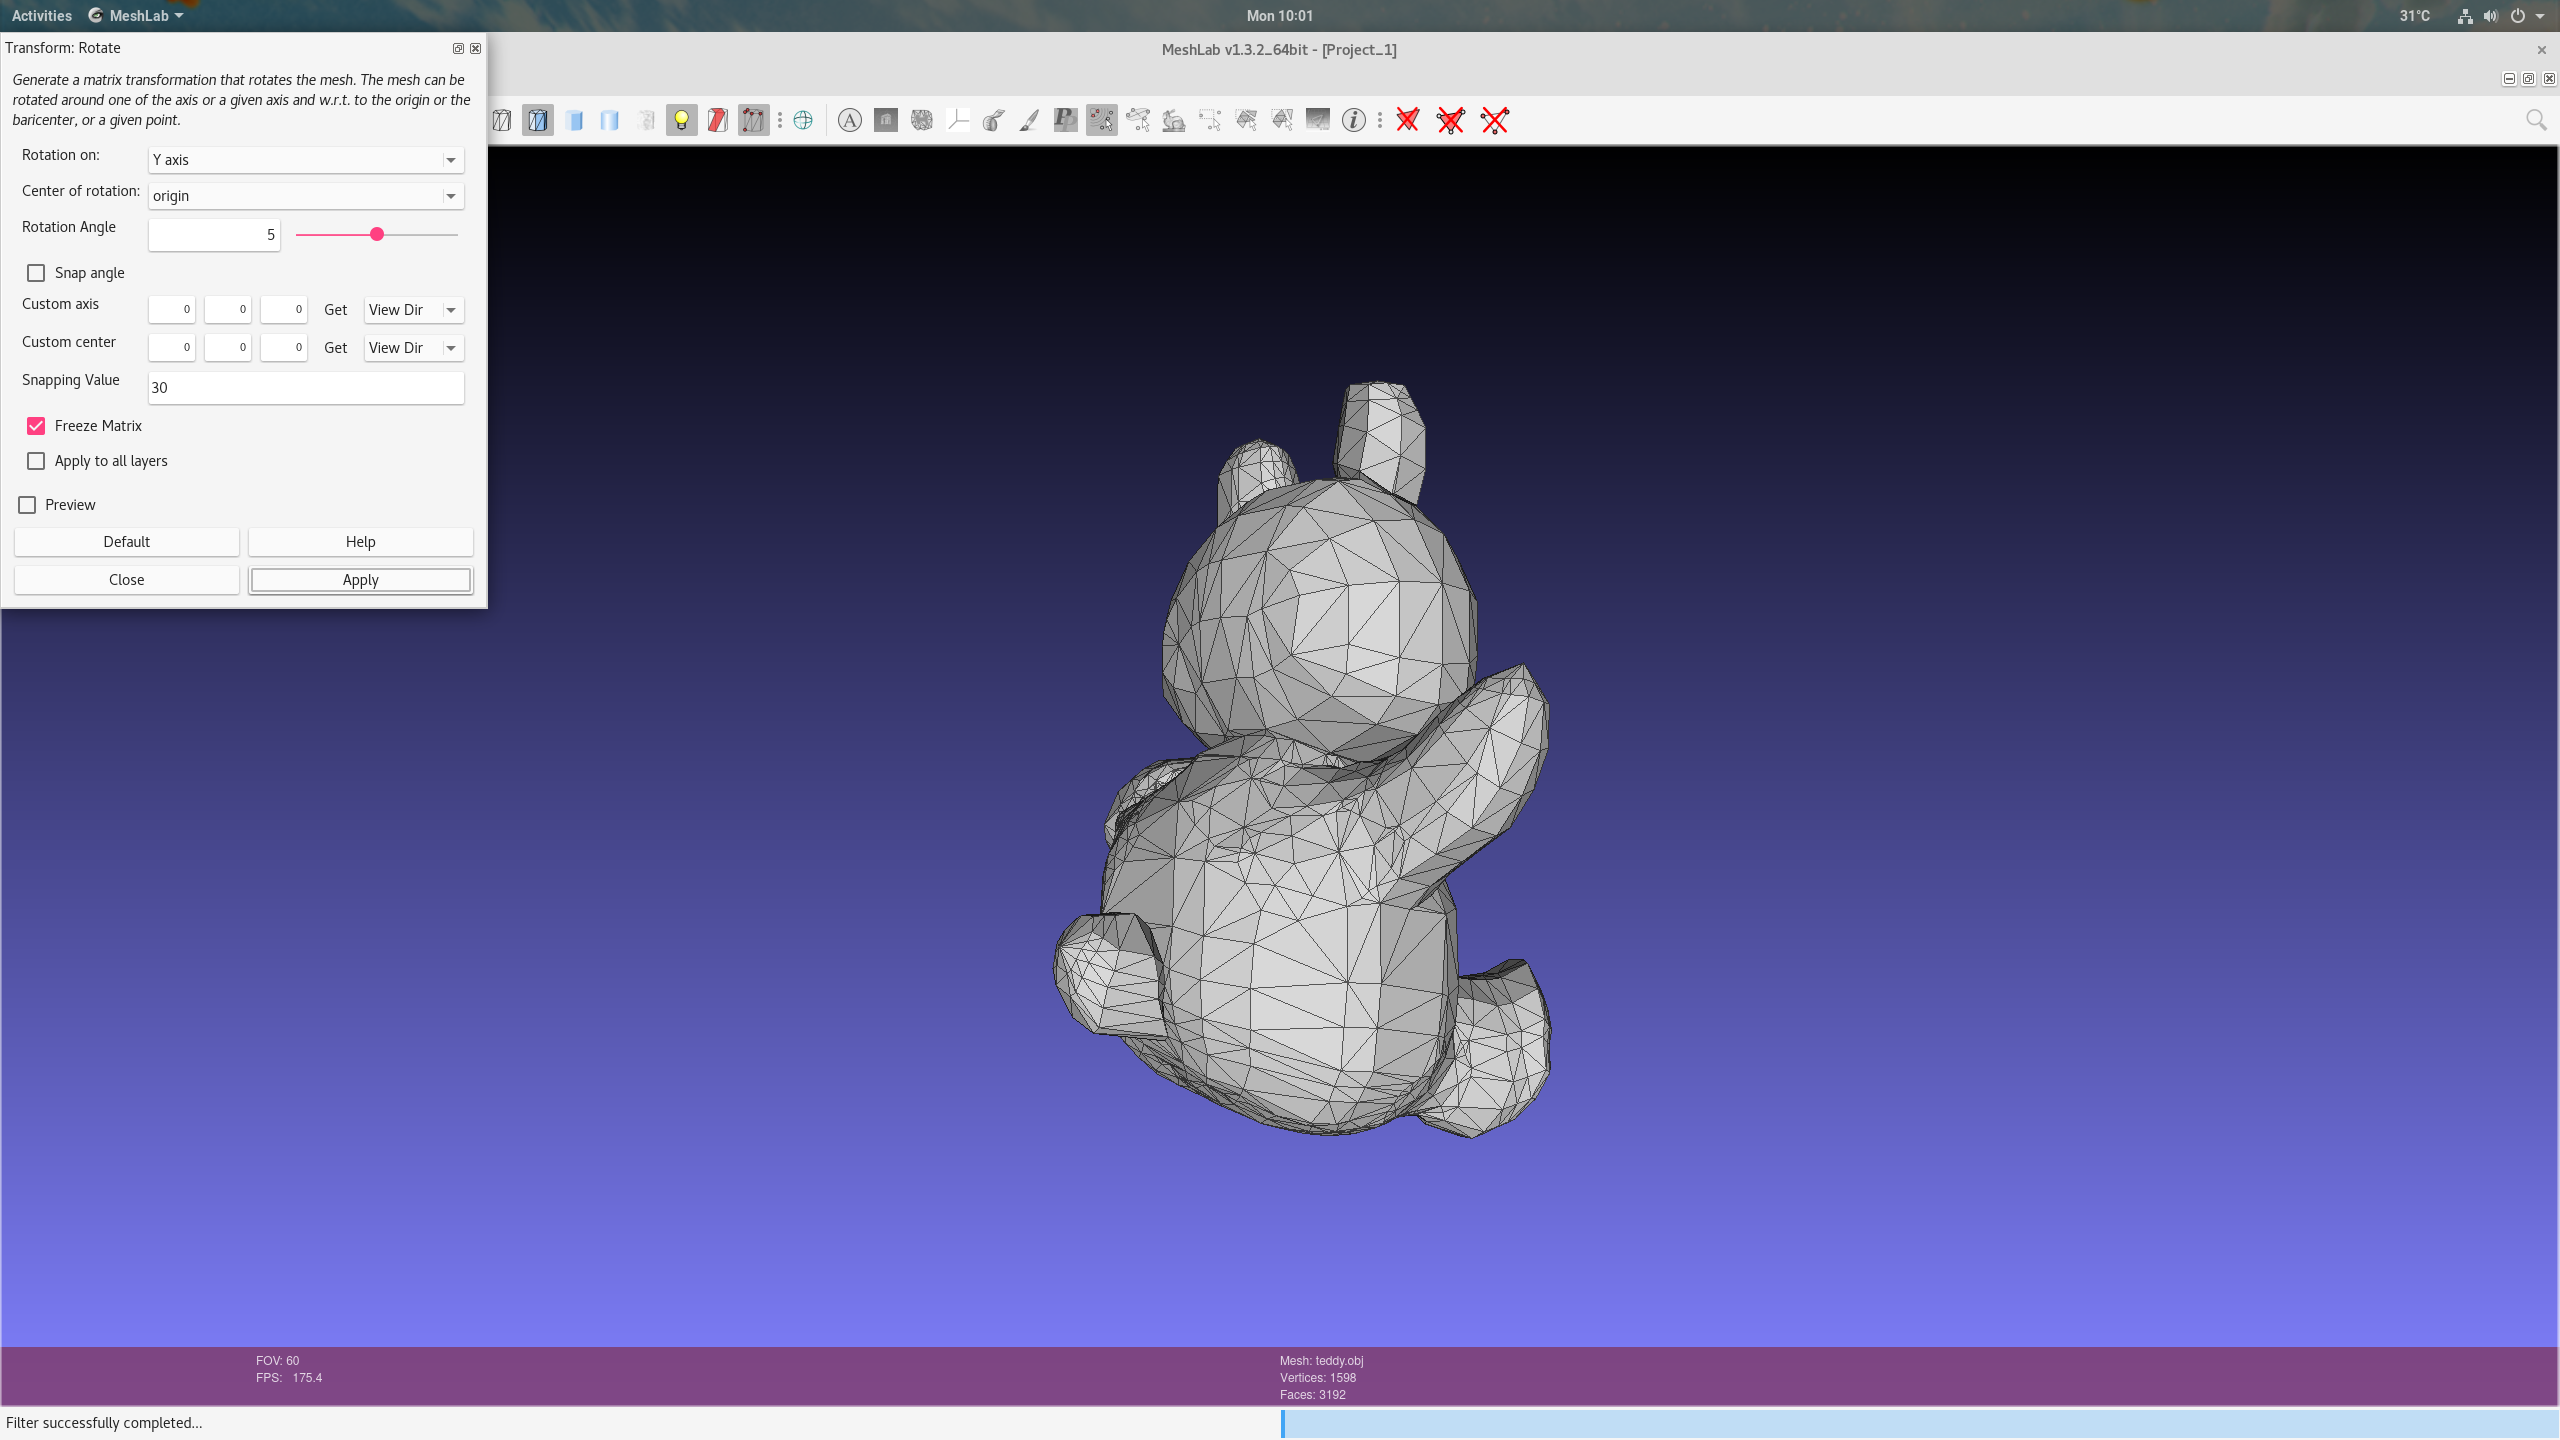 Activities MeshLab Mon 10:01 31°C
Transform: Rotate
MeshLab v1.3.2_64bit - [Project_1]
Generate a matrix transformation that rotates the mesh. The mesh can be
rotated around one of the axis or a given axis and w.r.t. to the origin or the
baricenter, or a given point.
Rotation on: Y axis
Center of rotation: origin
Rotation Angle 5
Snap angle
Custom axis 0 0 0 Get View Dir
Custom center 0 0 0 Get View Dir
Snapping Value 30
Freeze Matrix
Apply to all layers
Preview
Default Help
Close Apply
FOV: 60
FPS: 175.4
Mesh: teddy.obj
Vertices: 1598
Faces: 3192
Filter successfully completed...